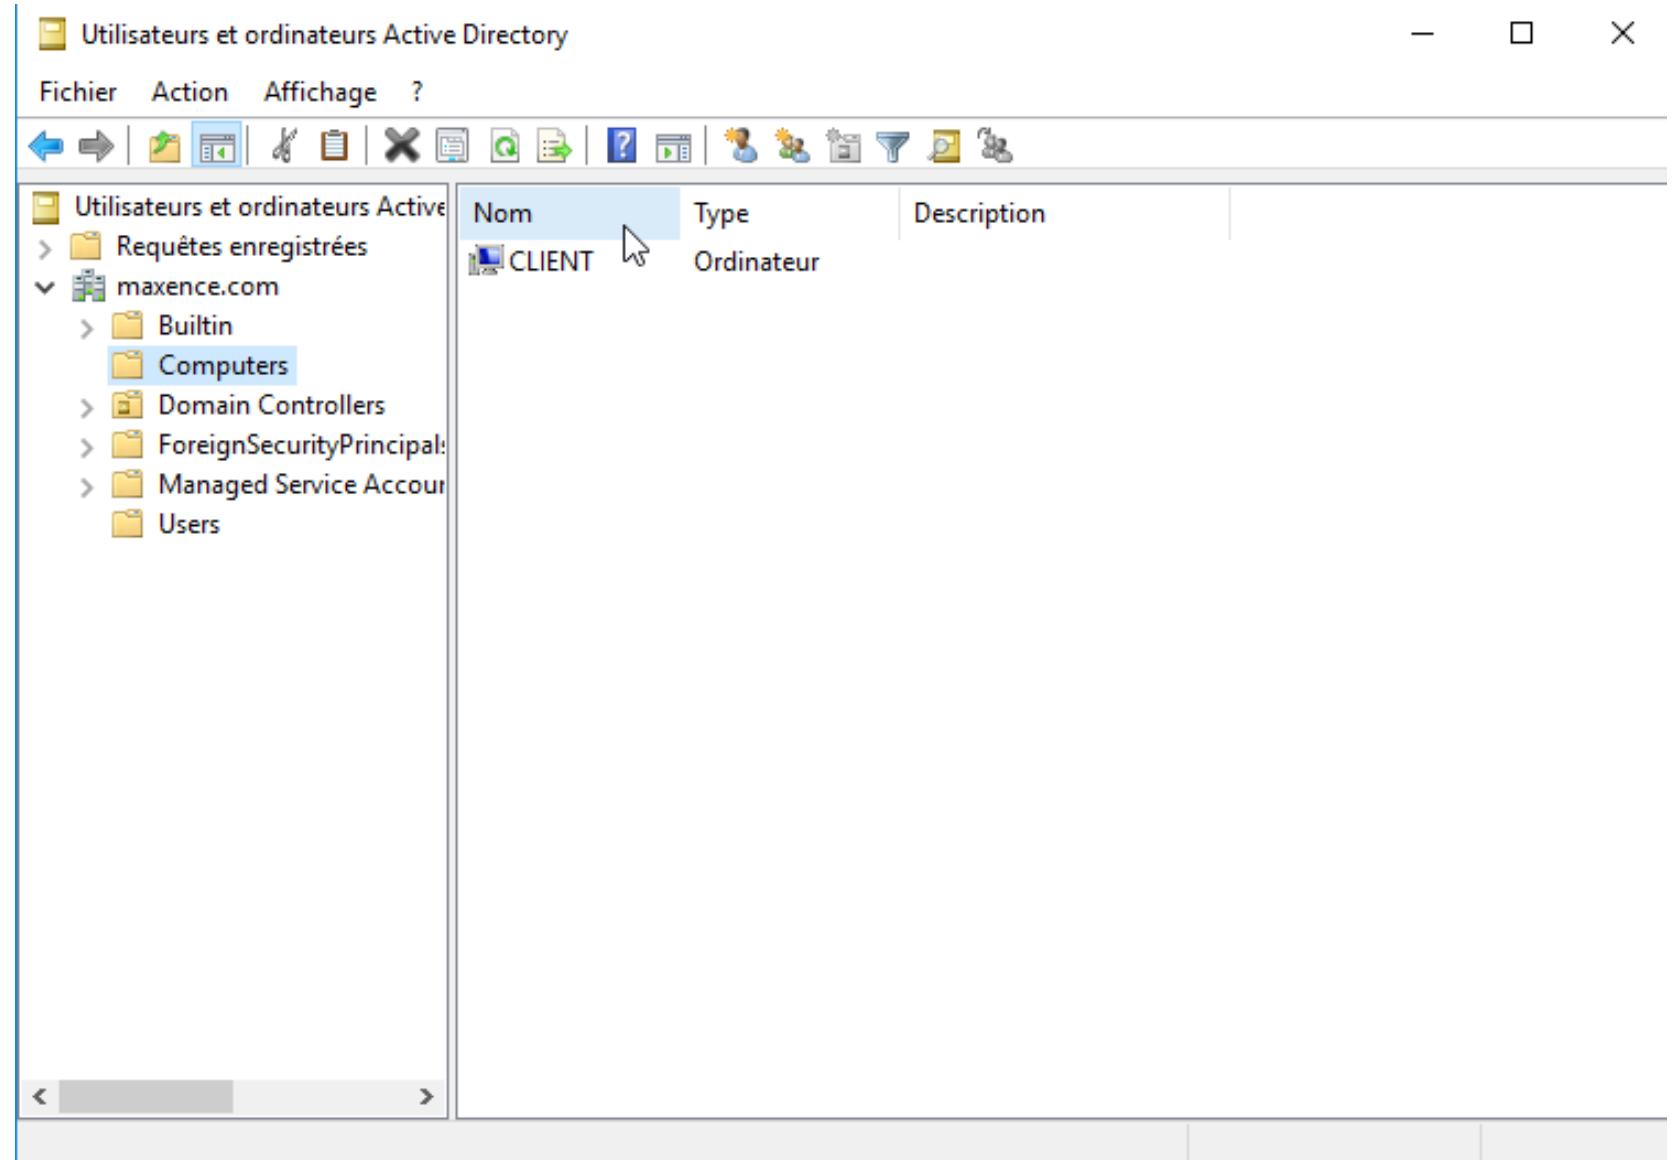 Utilisateurs et ordinateurs Active Directory
Fichier Action Affichage ?
Utilisateurs et ordinateurs Active
Requêtes enregistrées
maxence.com
Builtin
Computers
Domain Controllers
ForeignSecurityPrincipals
Managed Service Accour
Users
Nom Type Description
CLIENT Ordinateur